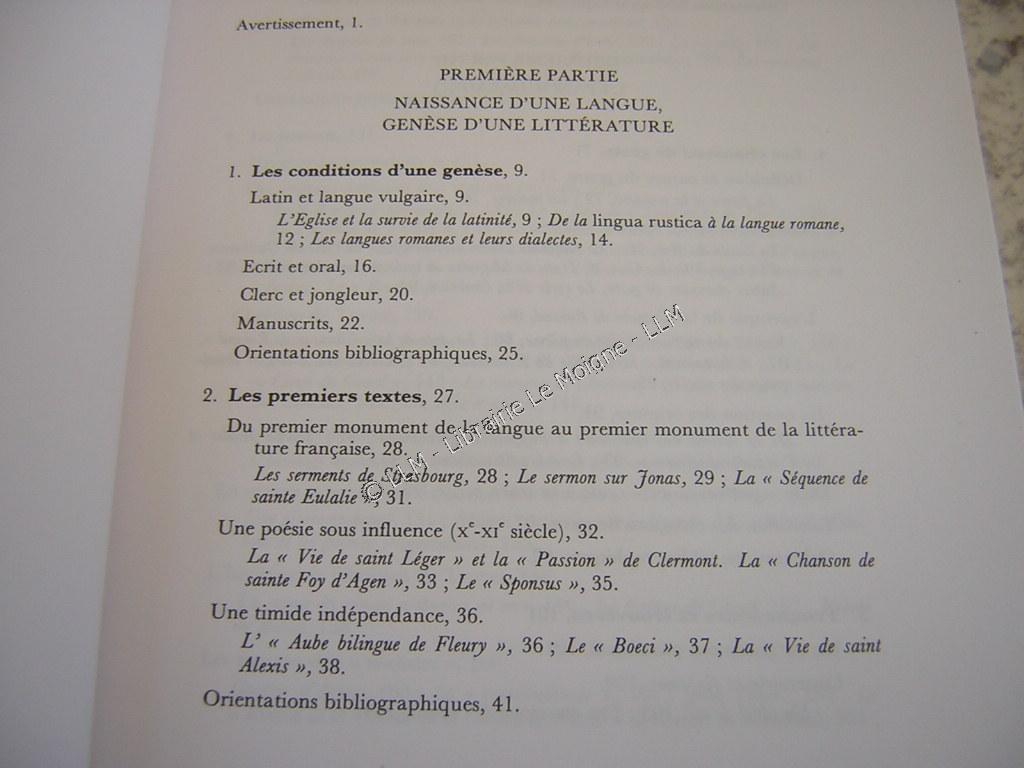 Avertissement, 1.
PREMIÈRE PARTIE
NAISSANCE D'UNE LANGUE,
GENÈSE D'UNE LITTÉRATURE
1. Les conditions d'une genèse, 9.
Latin et langue vulgaire, 9.
L'Eglise et la survie de la latinité, 9 ; De la lingua rustica à la langue romane,
12 ; Les langues romanes et leurs dialectes, 14.
Ecrit et oral, 16.
Clerc et jongleur, 20.
Manuscrits, 22.
Orientations bibliographiques, 25.
2. Les premiers textes, 27.
Du premier monument de la langue au premier monument de la litté-
ture française, 28.
Les serments de Strasbourg, 28 ; Le sermon sur Jonas, 29 ; La « Séquence de
sainte Eulalie », 31.
Une poésie sous influence (Xe-XIe siècle), 32.
La « Vie de saint Léger » et la « Passion » de Clermont. La « Chanson de
sainte Foy d'Agen », 33 ; Le « Sponsus », 35.
Une timide indépendance, 36.
L' « Aube bilingue de Fleury », 36 ; Le « Boeci », 37 ; La « Vie de saint
Alexis », 38.
Orientations bibliographiques, 41.
© LLM - Librairie Le Moigne - LLM